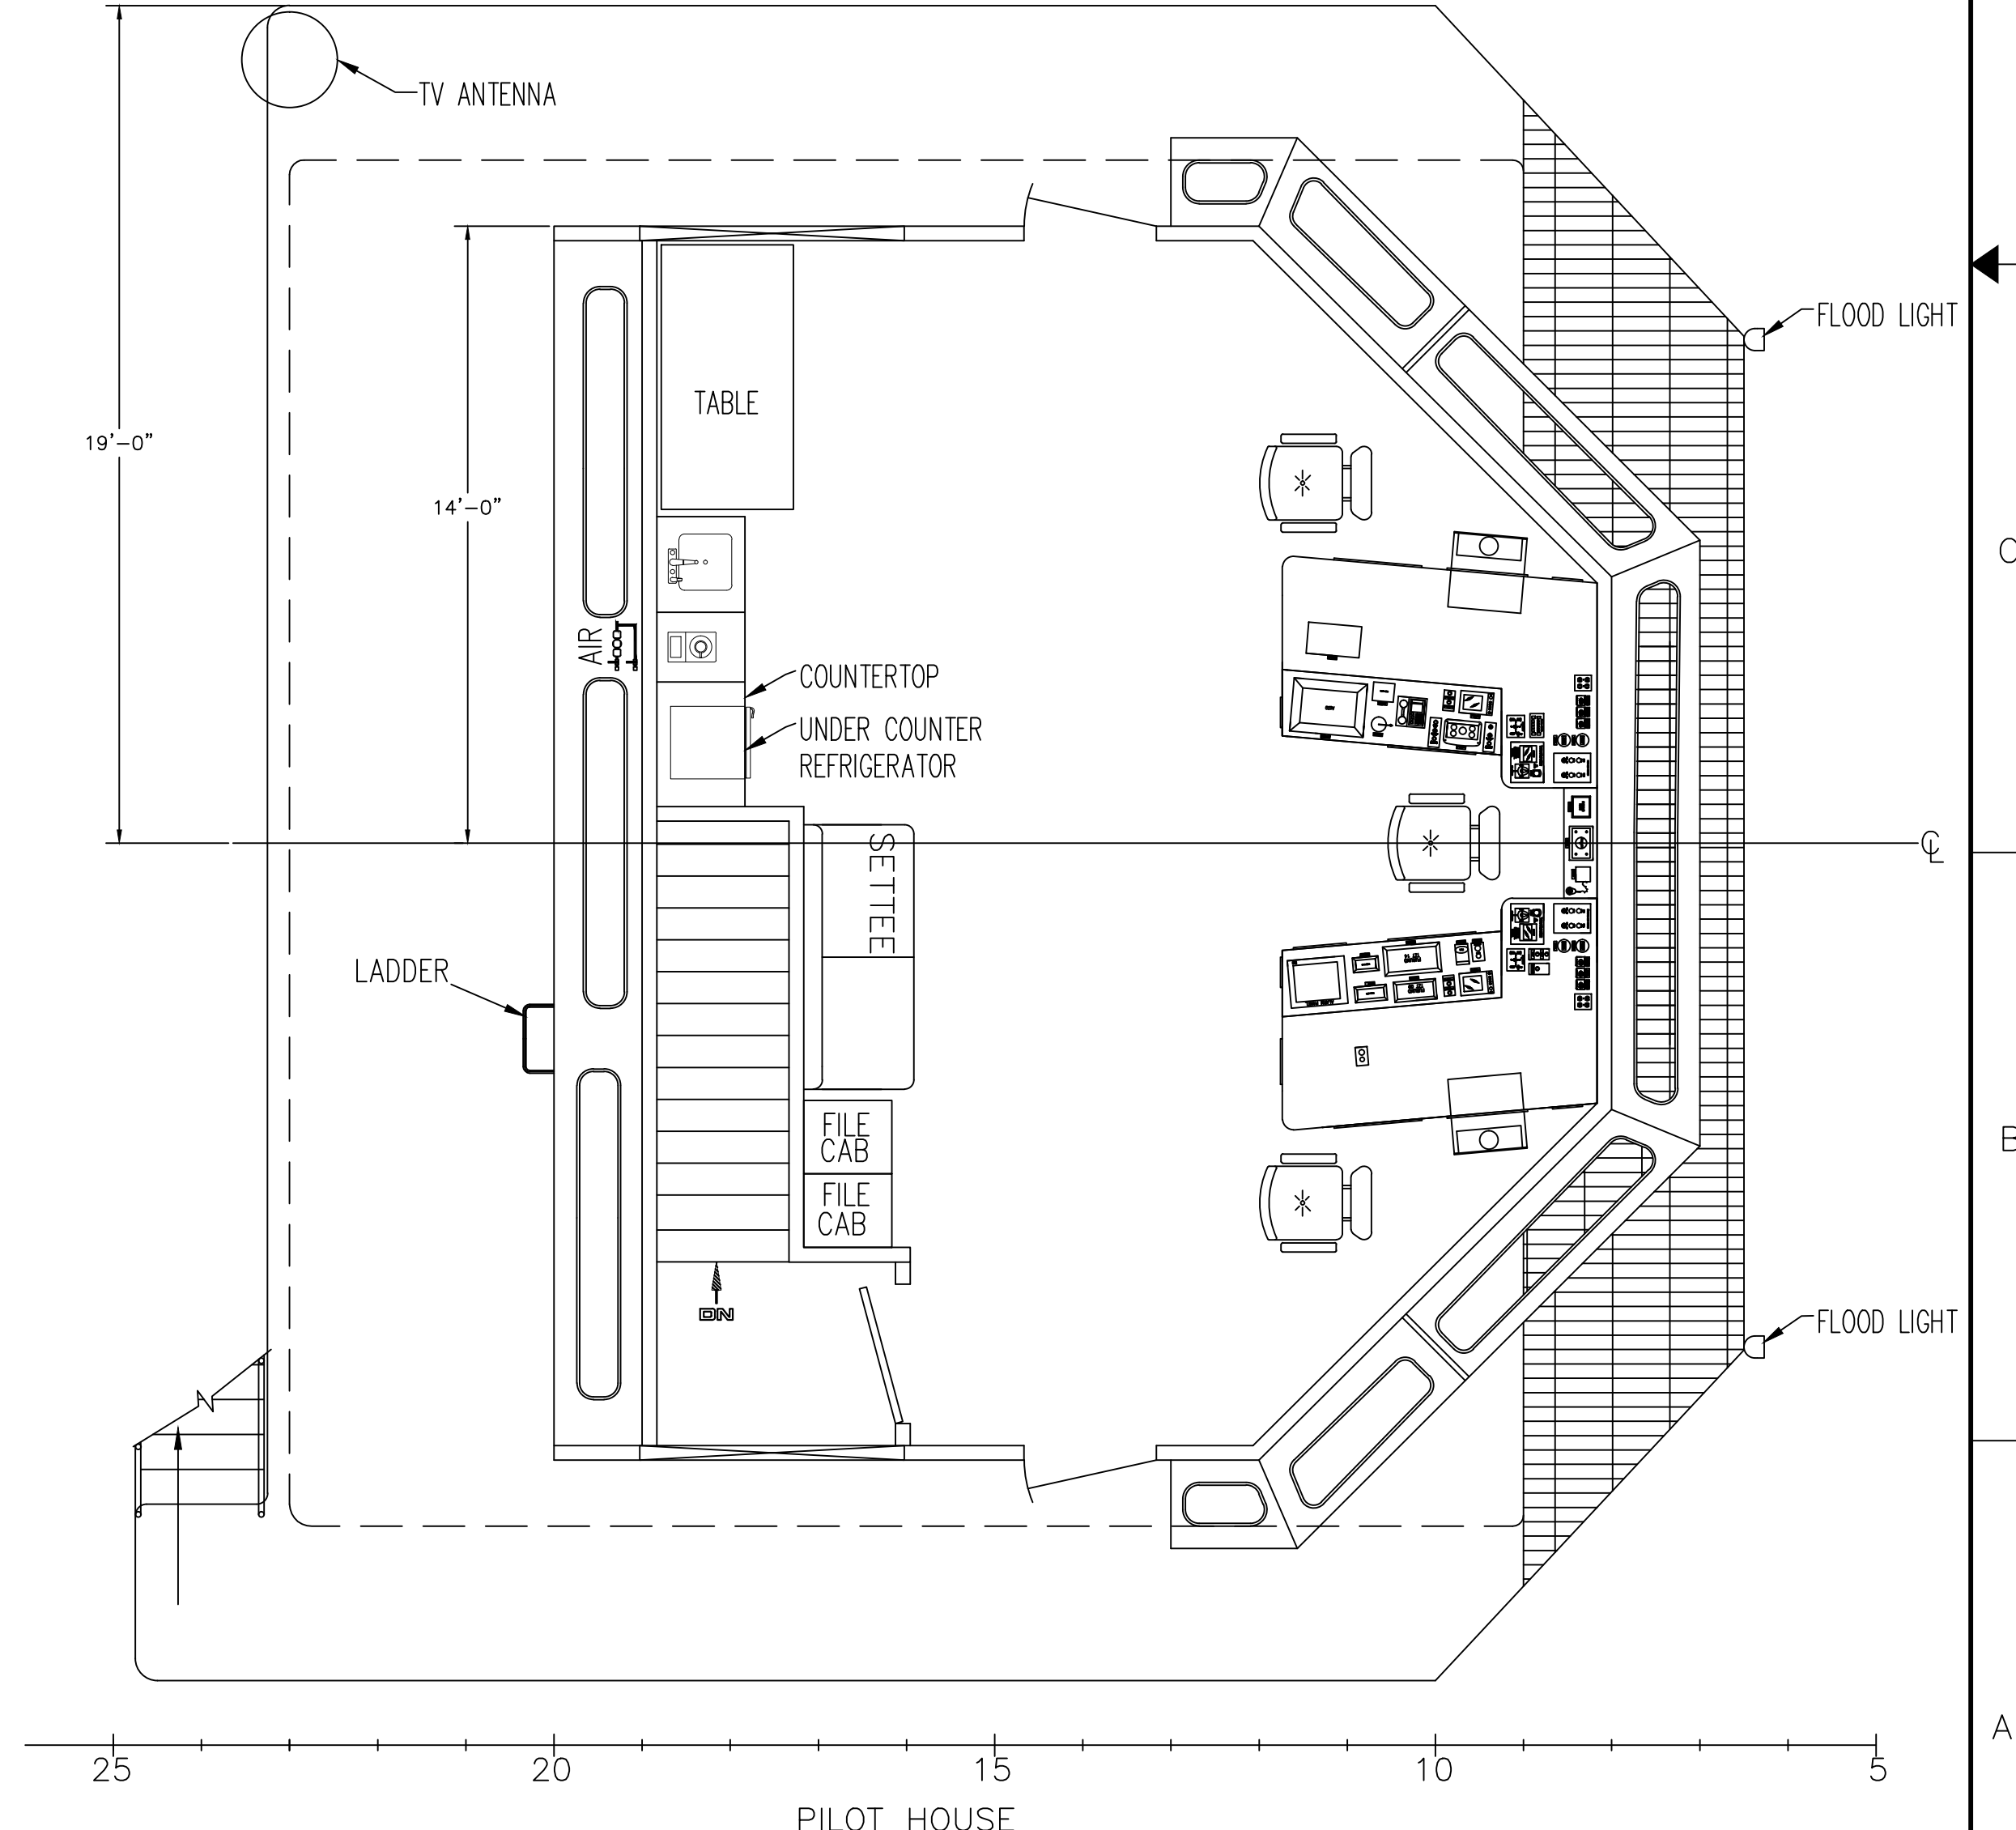 TV ANTENNA
FLOOD LIGHT
TABLE
19'-0"
14'-0"
C
AIR
COUNTERTOP
UNDER COUNTER
REFRIGERATOR
SETTEE
℄
LADDER
FILE
CAB
FILE
CAB
B
DN
FLOOD LIGHT
A
25
20
15
10
5
PILOT HOUSE